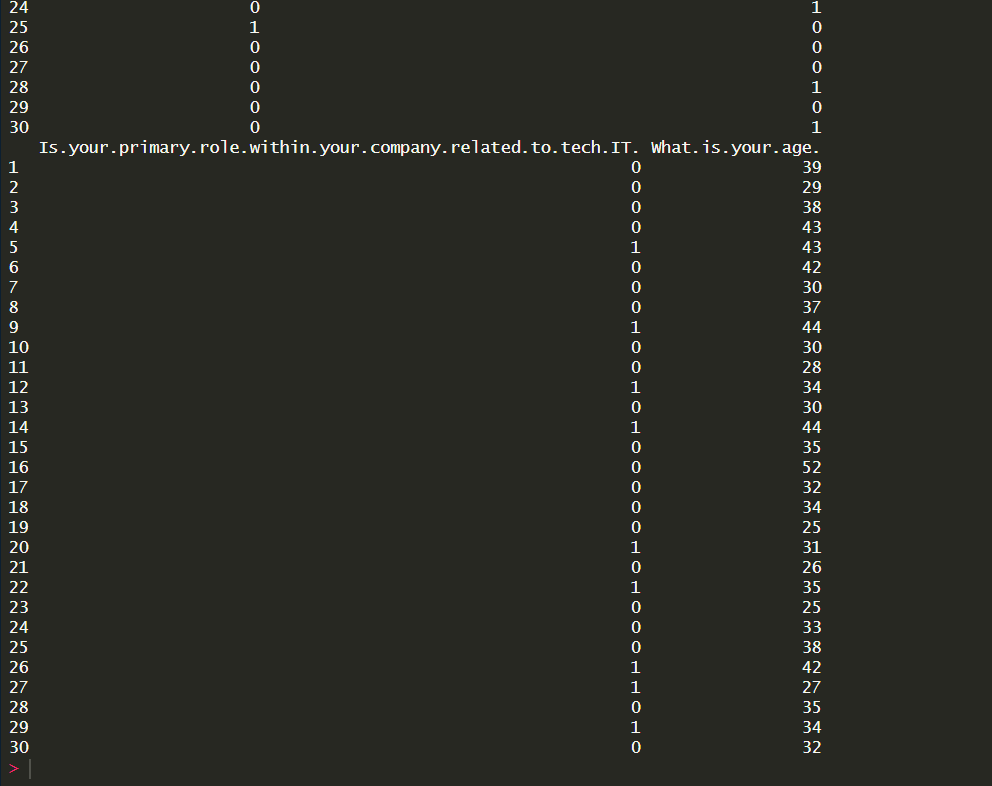 24 0 1
25 1 0
26 0 0
27 0 0
28 0 1
29 0 0
30 0 1
Is.your.primary.role.within.your.company.related.to.tech.IT. What.is.your.age.
1 0 39
2 0 29
3 0 38
4 0 43
5 1 43
6 0 42
7 0 30
8 0 37
9 1 44
10 0 30
11 0 28
12 1 34
13 0 30
14 1 44
15 0 35
16 0 52
17 0 32
18 0 34
19 0 25
20 1 31
21 0 26
22 1 35
23 0 25
24 0 33
25 0 38
26 1 42
27 1 27
28 0 35
29 1 34
30 0 32
>